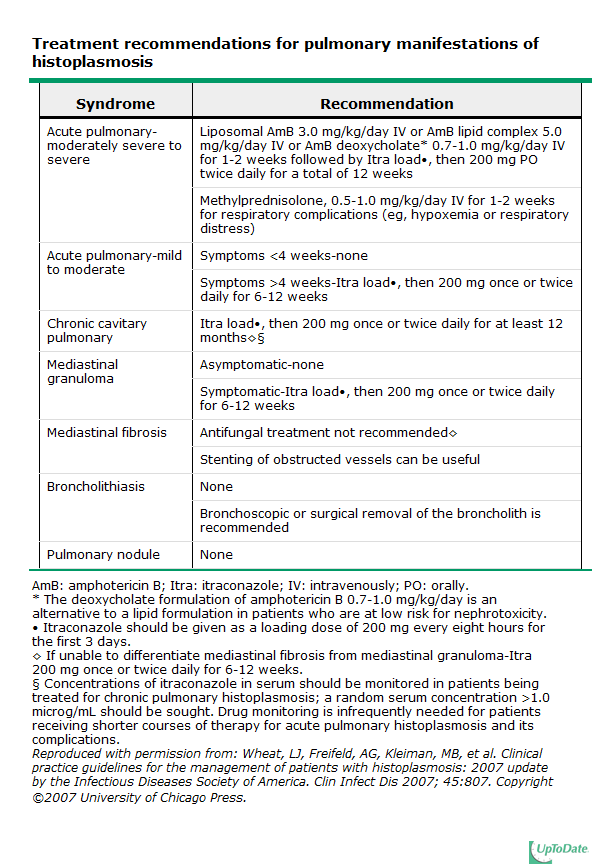 Treatment recommendations for pulmonary manifestations of
histoplasmosis
Syndrome
Recommendation
Acute pulmonary-
moderately severe to
severe
Liposomal AmB 3.0 mg/kg/day IV or AmB lipid complex 5.0
mg/kg/day IV or AmB deoxycholate* 0.7-1.0 mg/kg/day IV
for 1-2 weeks followed by Itra load•, then 200 mg PO
twice daily for a total of 12 weeks
Methylprednisolone, 0.5-1.0 mg/kg/day IV for 1-2 weeks
for respiratory complications (eg, hypoxemia or respiratory
distress)
Acute pulmonary-mild
to moderate
Symptoms <4 weeks-none
Symptoms >4 weeks-Itra load•, then 200 mg once or twice
daily for 6-12 weeks
Chronic cavitary
pulmonary
Itra load•, then 200 mg once or twice daily for at least 12
months◇§
Mediastinal
granuloma
Asymptomatic-none
Symptomatic-Itra load•, then 200 mg once or twice daily
for 6-12 weeks
Mediastinal fibrosis
Antifungal treatment not recommended◇
Stenting of obstructed vessels can be useful
Broncholithiasis
None
Bronchoscopic or surgical removal of the broncholith is
recommended
Pulmonary nodule
None
AmB: amphotericin B; Itra: itraconazole; IV: intravenously; PO: orally.
* The deoxycholate formulation of amphotericin B 0.7-1.0 mg/kg/day is an
alternative to a lipid formulation in patients who are at low risk for nephrotoxicity.
• Itraconazole should be given as a loading dose of 200 mg every eight hours for
the first 3 days.
◇ If unable to differentiate mediastinal fibrosis from mediastinal granuloma-Itra
200 mg once or twice daily for 6-12 weeks.
§ Concentrations of itraconazole in serum should be monitored in patients being
treated for chronic pulmonary histoplasmosis; a random serum concentration >1.0
microg/mL should be sought. Drug monitoring is infrequently needed for patients
receiving shorter courses of therapy for acute pulmonary histoplasmosis and its
complications.
Reproduced with permission from: Wheat, LJ, Freifeld, AG, Kleiman, MB, et al. Clinical
practice guidelines for the management of patients with histoplasmosis: 2007 update
by the Infectious Diseases Society of America. Clin Infect Dis 2007; 45:807. Copyright
©2007 University of Chicago Press.
UpToDate